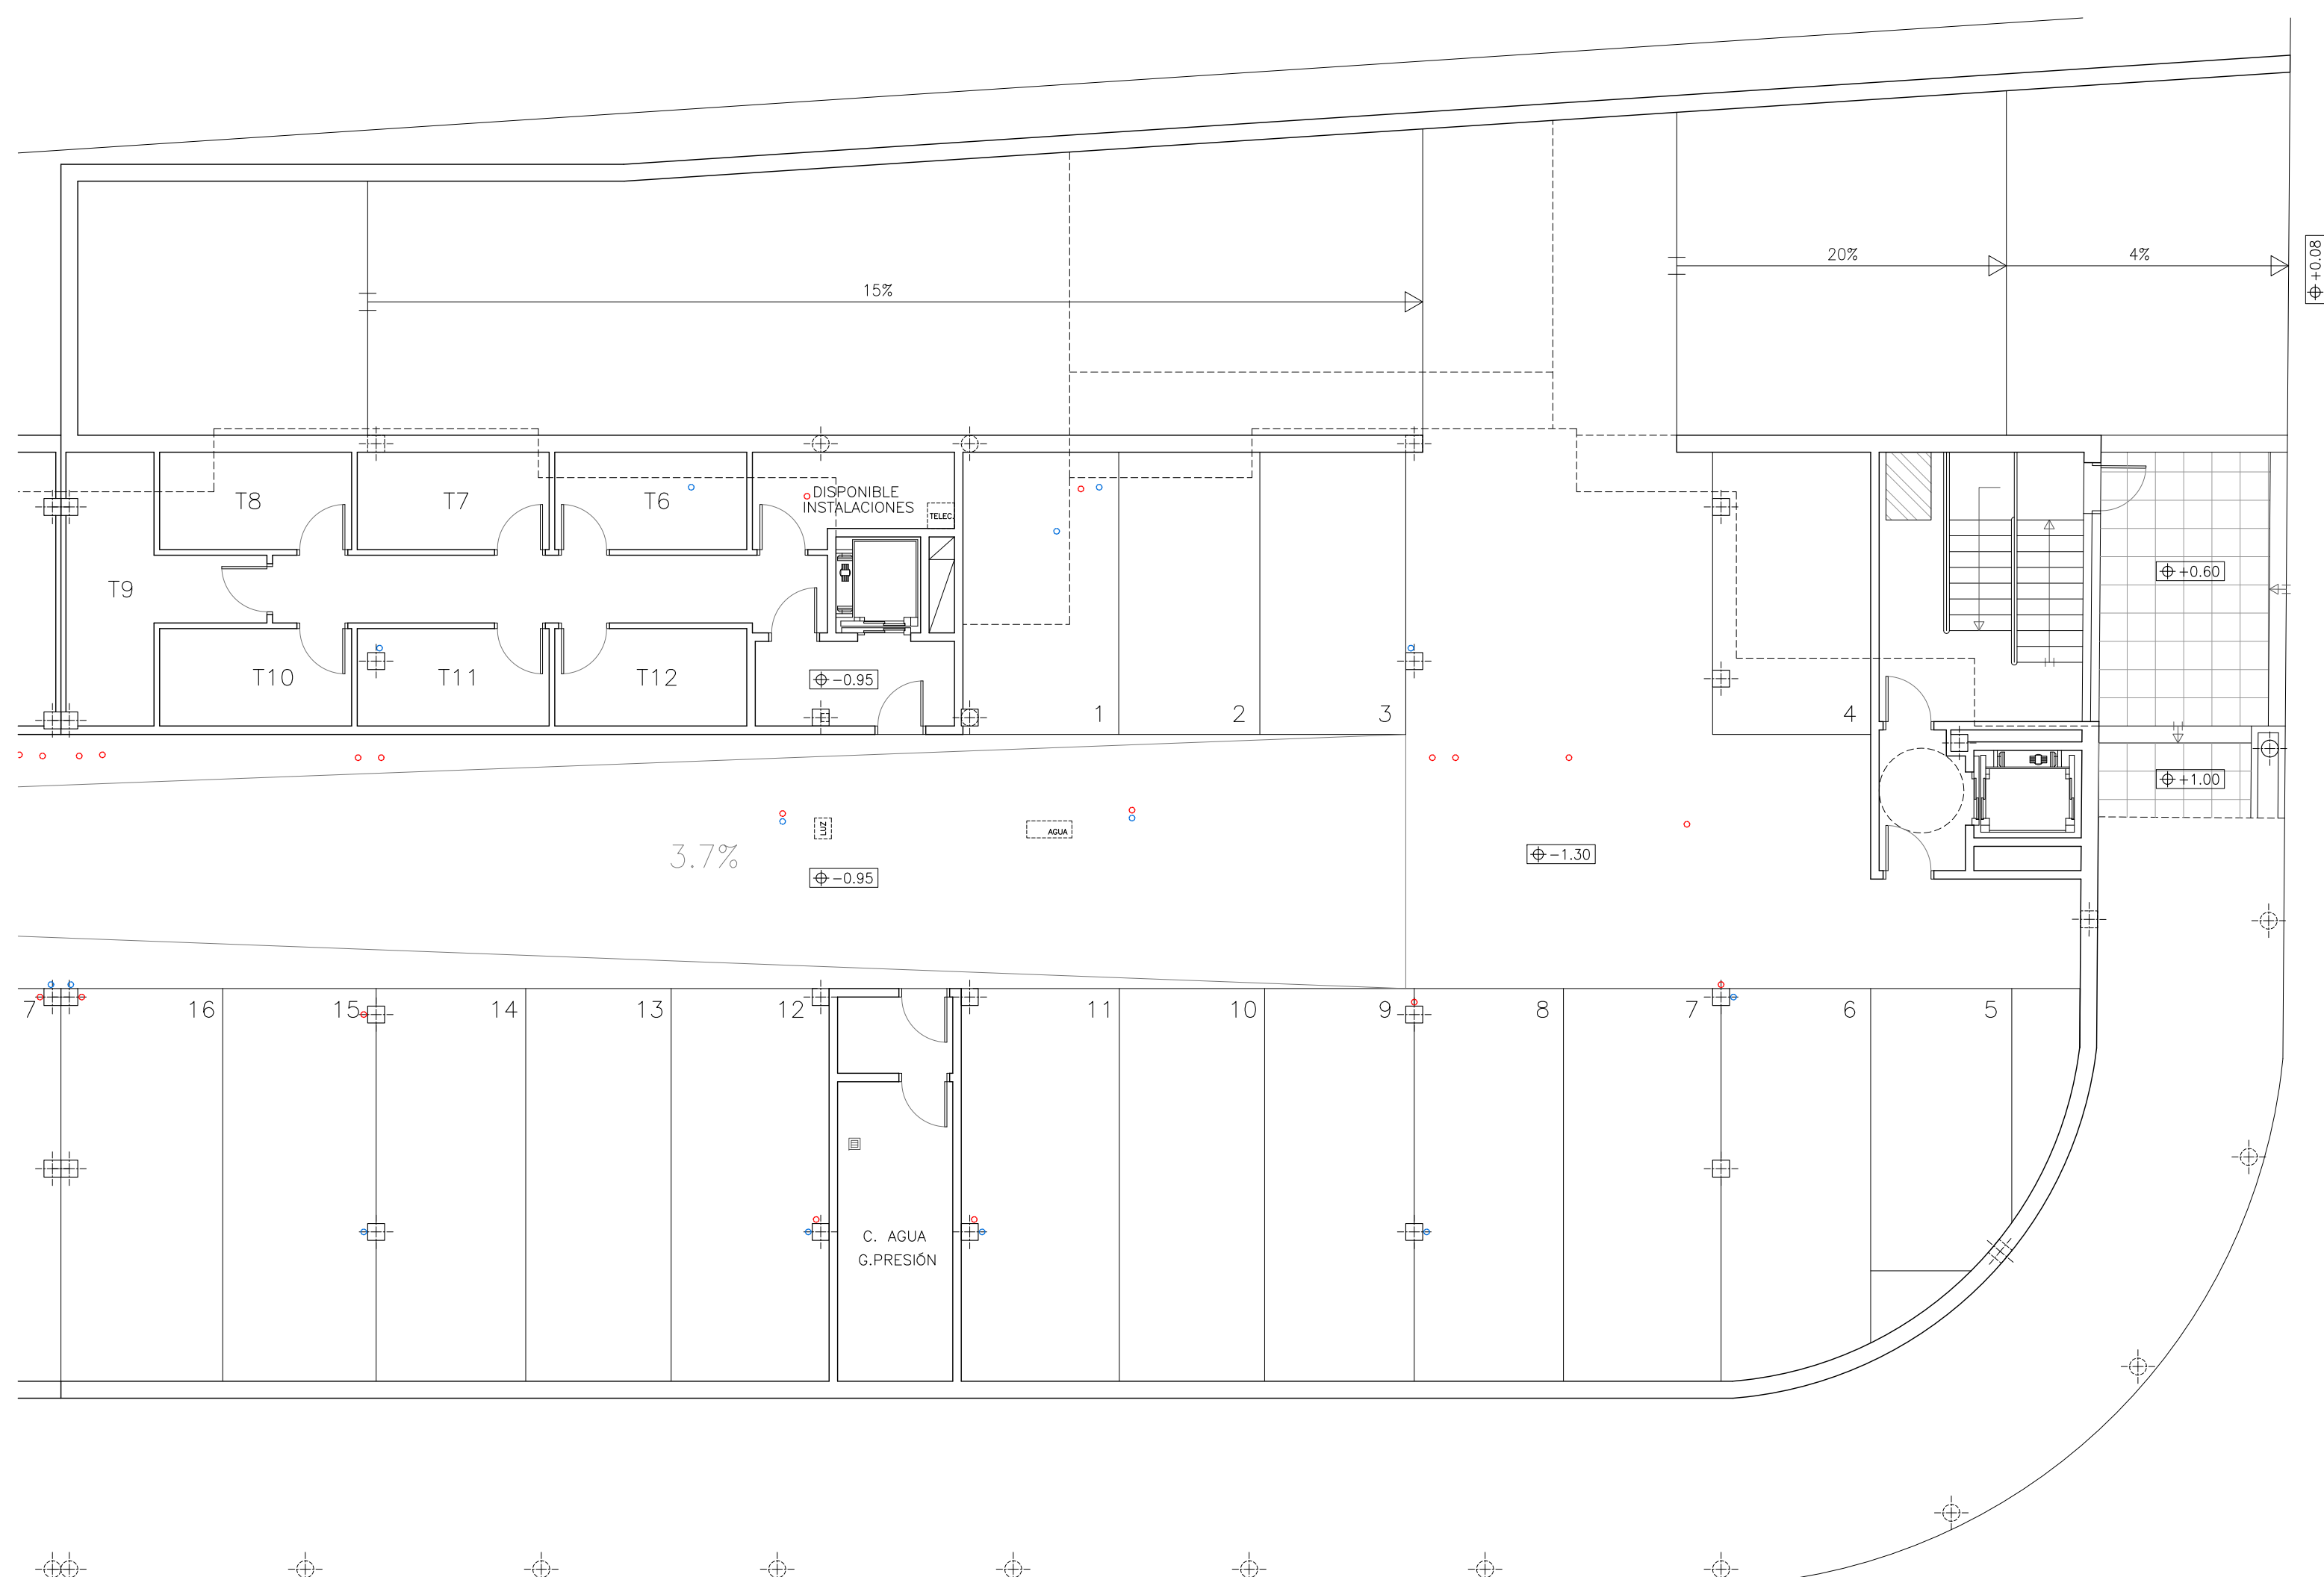 +0.08
20%
4%
15%
T8
T7
T6
DISPONIBLE
INSTALACIONES
TELEC.
+0.60
T9
T10
T11
T12
-0.95
1
2
3
4
+1.00
LUZ
AGUA
3.7%
-0.95
-1.30
7
16
15
14
13
12
11
10
9
8
7
6
5
C. AGUA
G.PRESIÓN